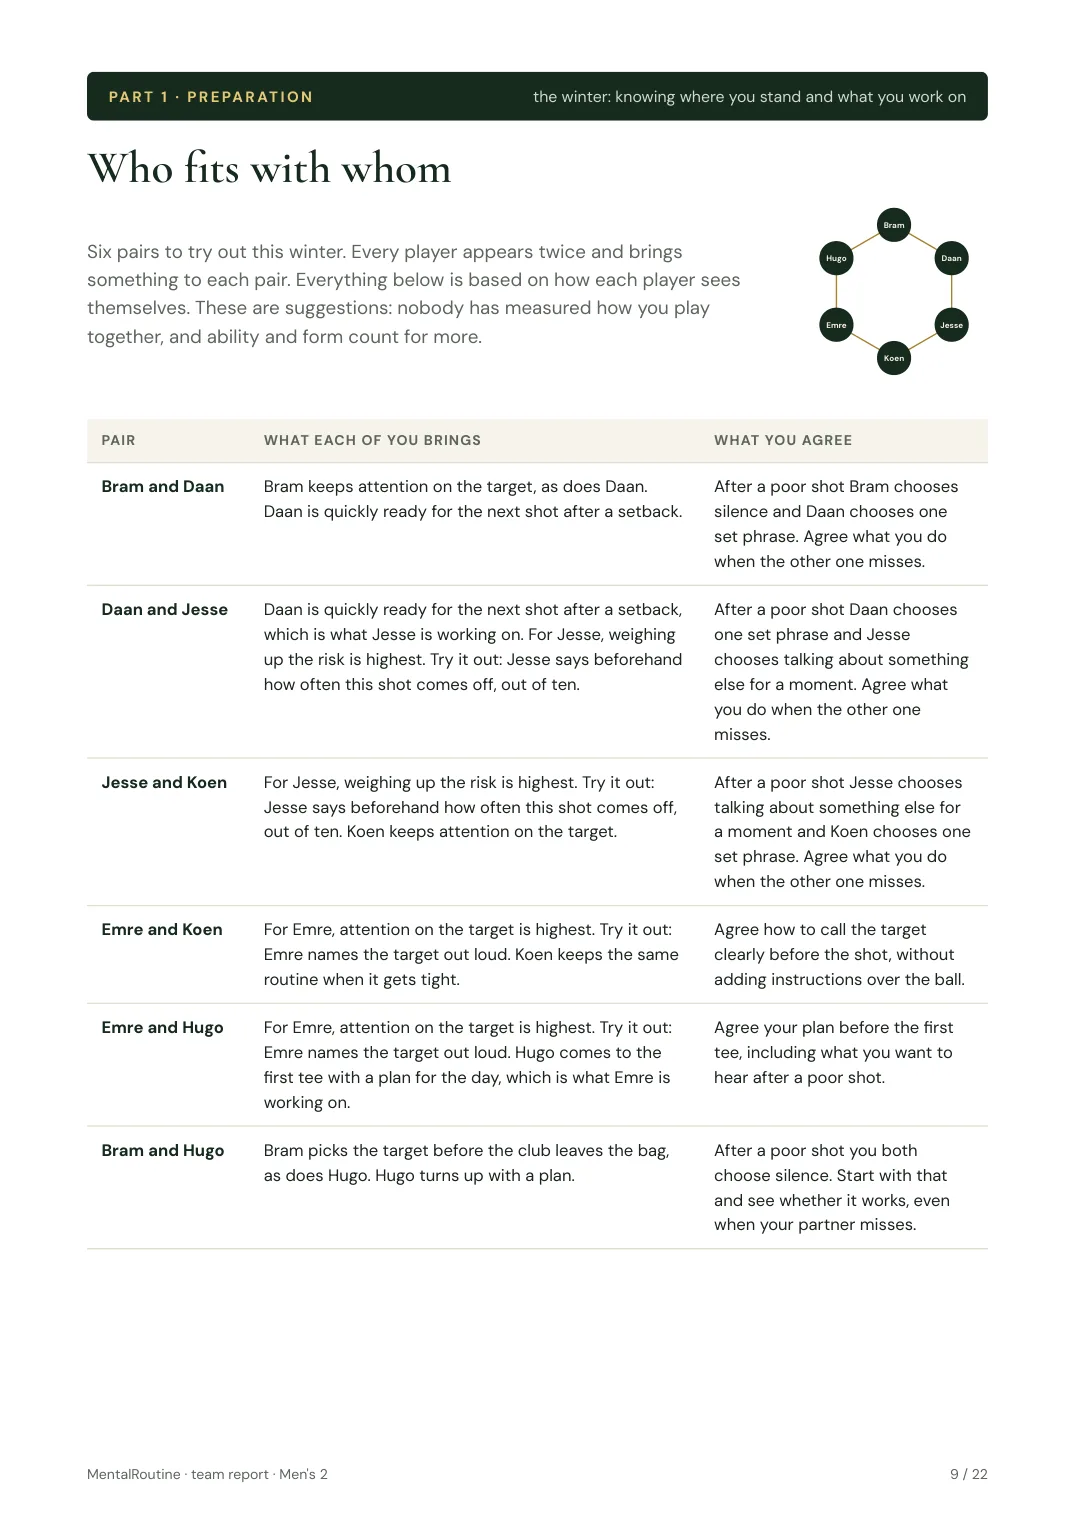 PART 1 · PREPARATION
the winter: knowing where you stand and what you work on
Who fits with whom
Six pairs to try out this winter. Every player appears twice and brings
something to each pair. Everything below is based on how each player sees
themselves. These are suggestions: nobody has measured how you play
together, and ability and form count for more.
Bram
Hugo
Daan
Emre
Jesse
Koen
PAIR
WHAT EACH OF YOU BRINGS
WHAT YOU AGREE
Bram and Daan
Bram keeps attention on the target, as does Daan.
Daan is quickly ready for the next shot after a setback.
After a poor shot Bram chooses
silence and Daan chooses one
set phrase. Agree what you do
when the other one misses.
Daan and Jesse
Daan is quickly ready for the next shot after a setback,
which is what Jesse is working on. For Jesse, weighing
up the risk is highest. Try it out: Jesse says beforehand
how often this shot comes off, out of ten.
After a poor shot Daan chooses
one set phrase and Jesse
chooses talking about something
else for a moment. Agree what
you do when the other one
misses.
Jesse and Koen
For Jesse, weighing up the risk is highest. Try it out:
Jesse says beforehand how often this shot comes off,
out of ten. Koen keeps attention on the target.
After a poor shot Jesse chooses
talking about something else for
a moment and Koen chooses one
set phrase. Agree what you do
when the other one misses.
Emre and Koen
For Emre, attention on the target is highest. Try it out:
Emre names the target out loud. Koen keeps the same
routine when it gets tight.
Agree how to call the target
clearly before the shot, without
adding instructions over the ball.
Emre and Hugo
For Emre, attention on the target is highest. Try it out:
Emre names the target out loud. Hugo comes to the
first tee with a plan for the day, which is what Emre is
working on.
Agree your plan before the first
tee, including what you want to
hear after a poor shot.
Bram and Hugo
Bram picks the target before the club leaves the bag,
as does Hugo. Hugo turns up with a plan.
After a poor shot you both
choose silence. Start with that
and see whether it works, even
when your partner misses.
MentalRoutine · team report · Men's 2
9 / 22